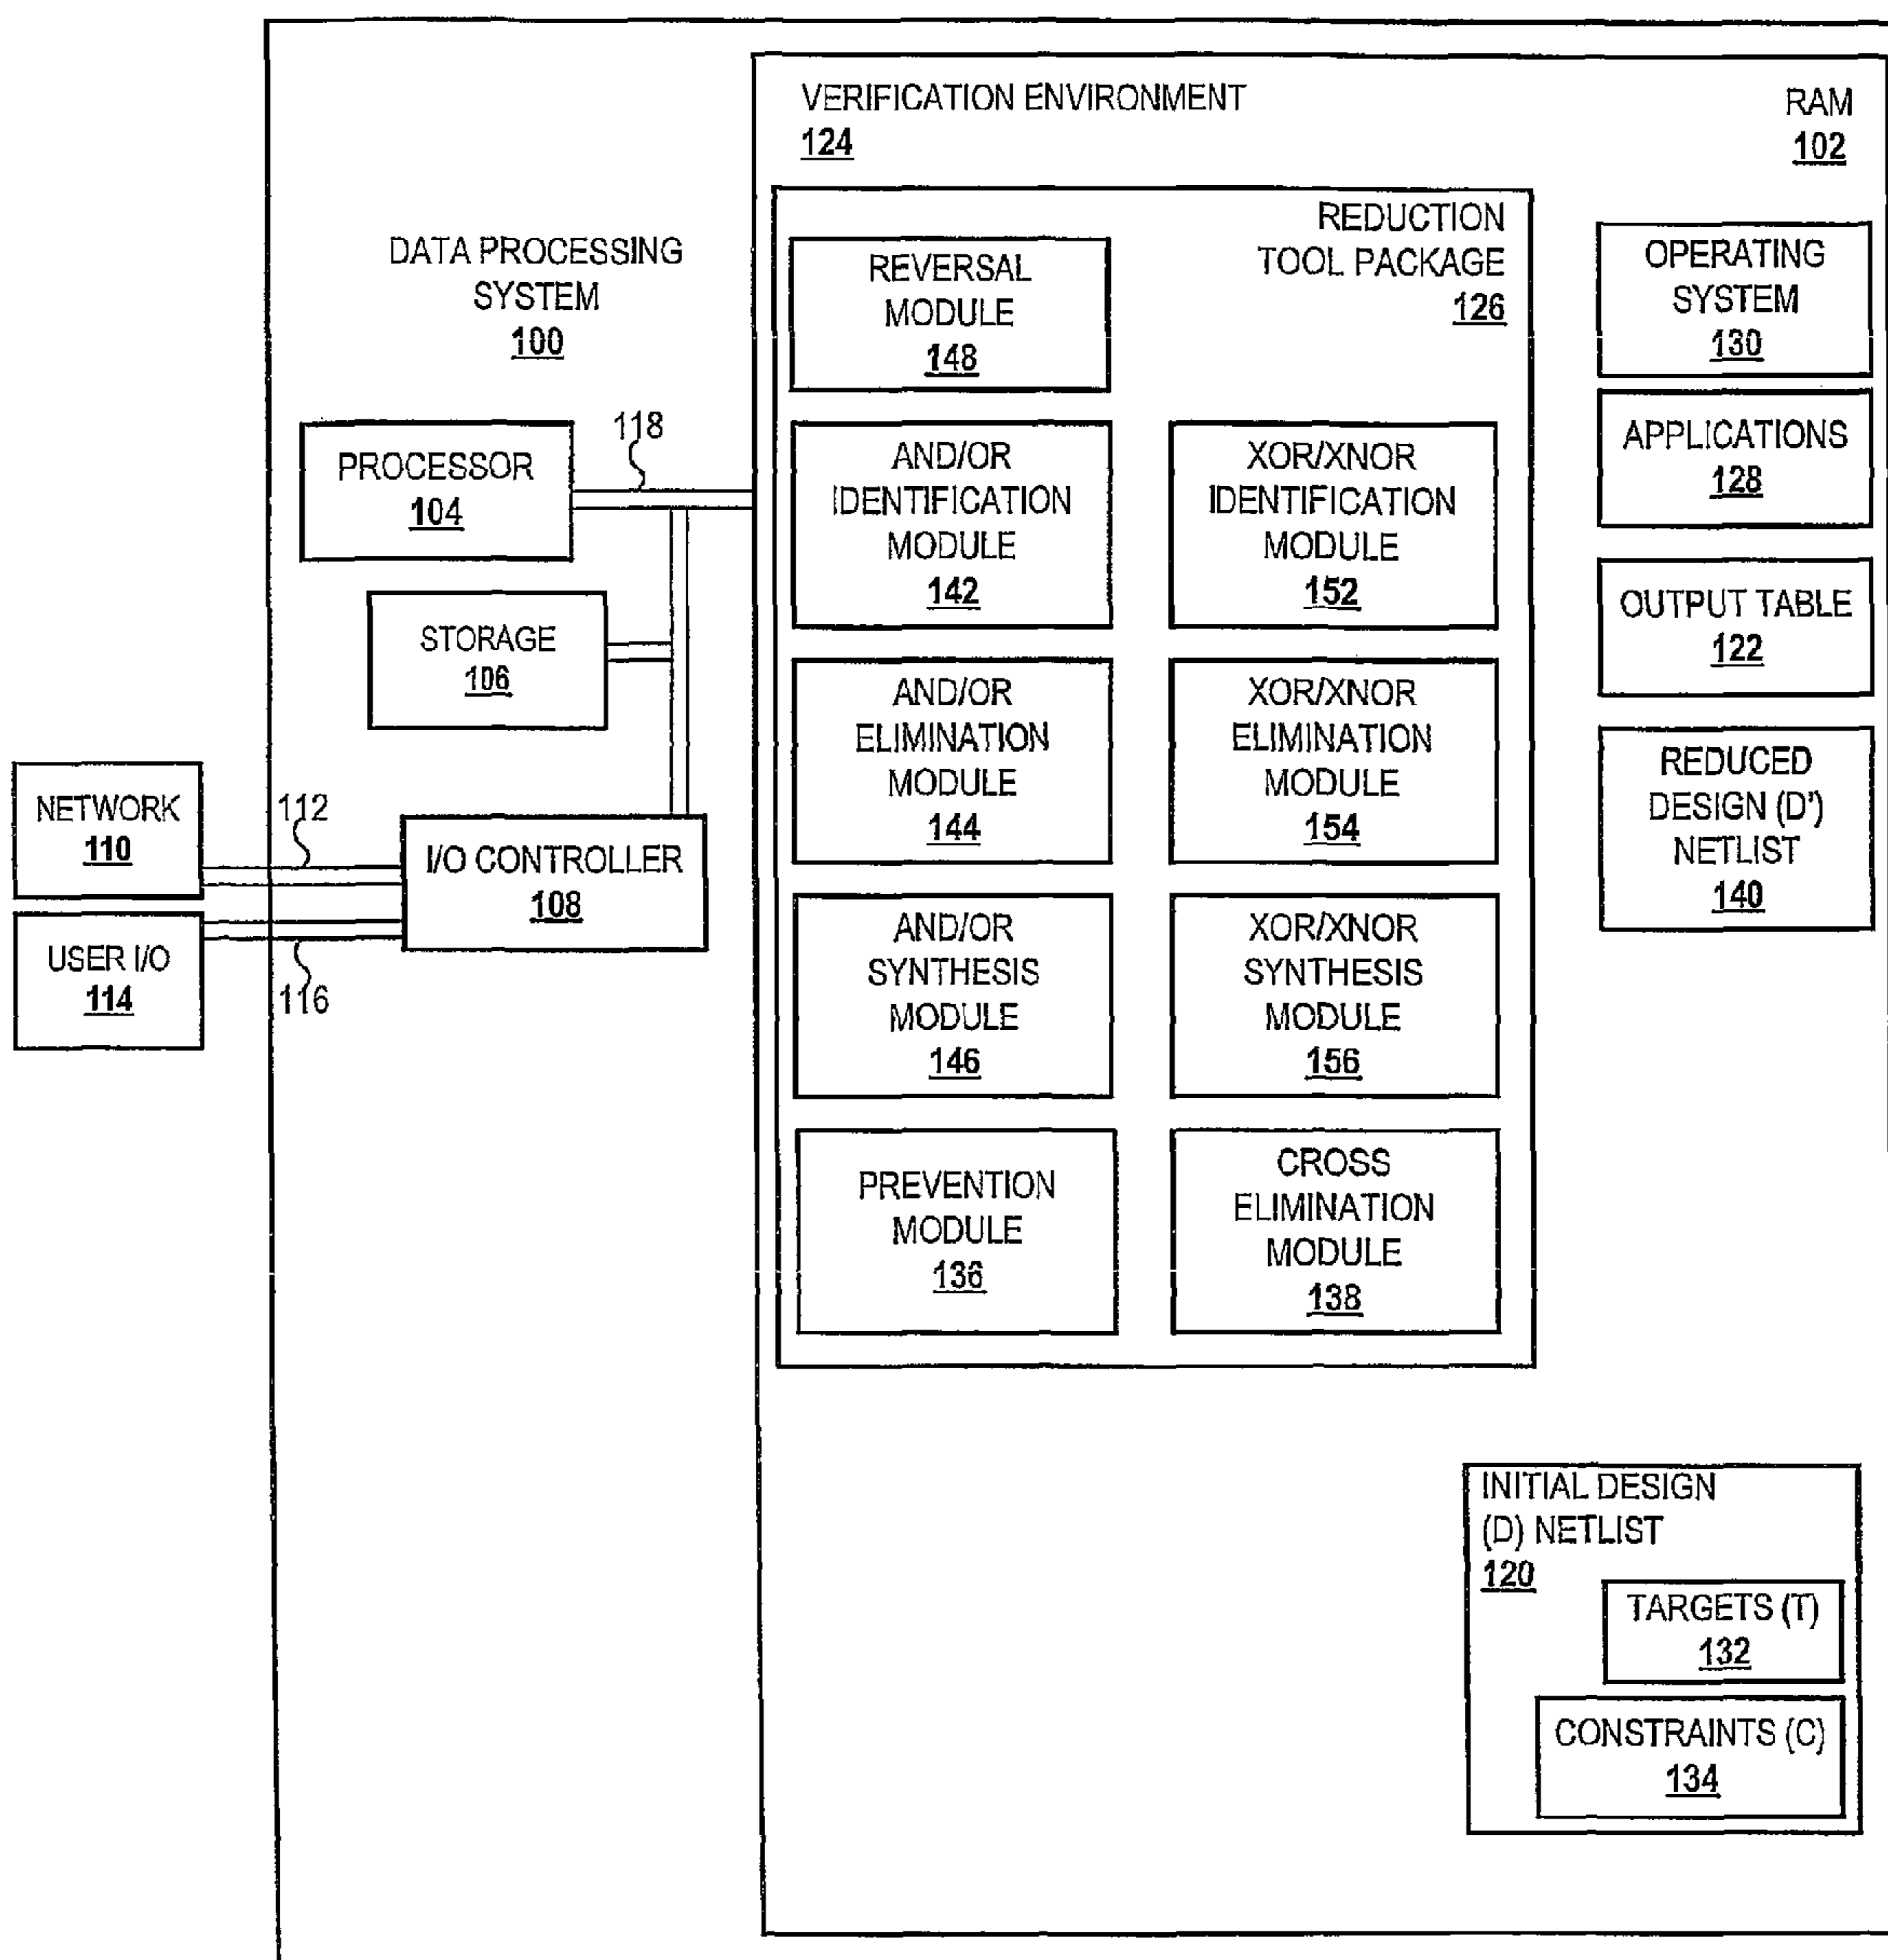 VERIFICATION ENVIRONMENT
124
RAM
102
DATA PROCESSING
SYSTEM
100
REDUCTION
TOOL PACKAGE
126
REVERSAL
MODULE
148
OPERATING
SYSTEM
130
APPLICATIONS
128
OUTPUT TABLE
122
REDUCED
DESIGN (D')
NETLIST
140
PROCESSOR
104
118
STORAGE
106
I/O CONTROLLER
108
NETWORK
110
112
USER I/O
114
116
AND/OR
IDENTIFICATION
MODULE
142
XOR/XNOR
IDENTIFICATION
MODULE
152
AND/OR
ELIMINATION
MODULE
144
XOR/XNOR
ELIMINATION
MODULE
154
AND/OR
SYNTHESIS
MODULE
146
XOR/XNOR
SYNTHESIS
MODULE
156
PREVENTION
MODULE
136
CROSS
ELIMINATION
MODULE
138
INITIAL DESIGN
(D) NETLIST
120
TARGETS (T)
132
CONSTRAINTS (C)
134